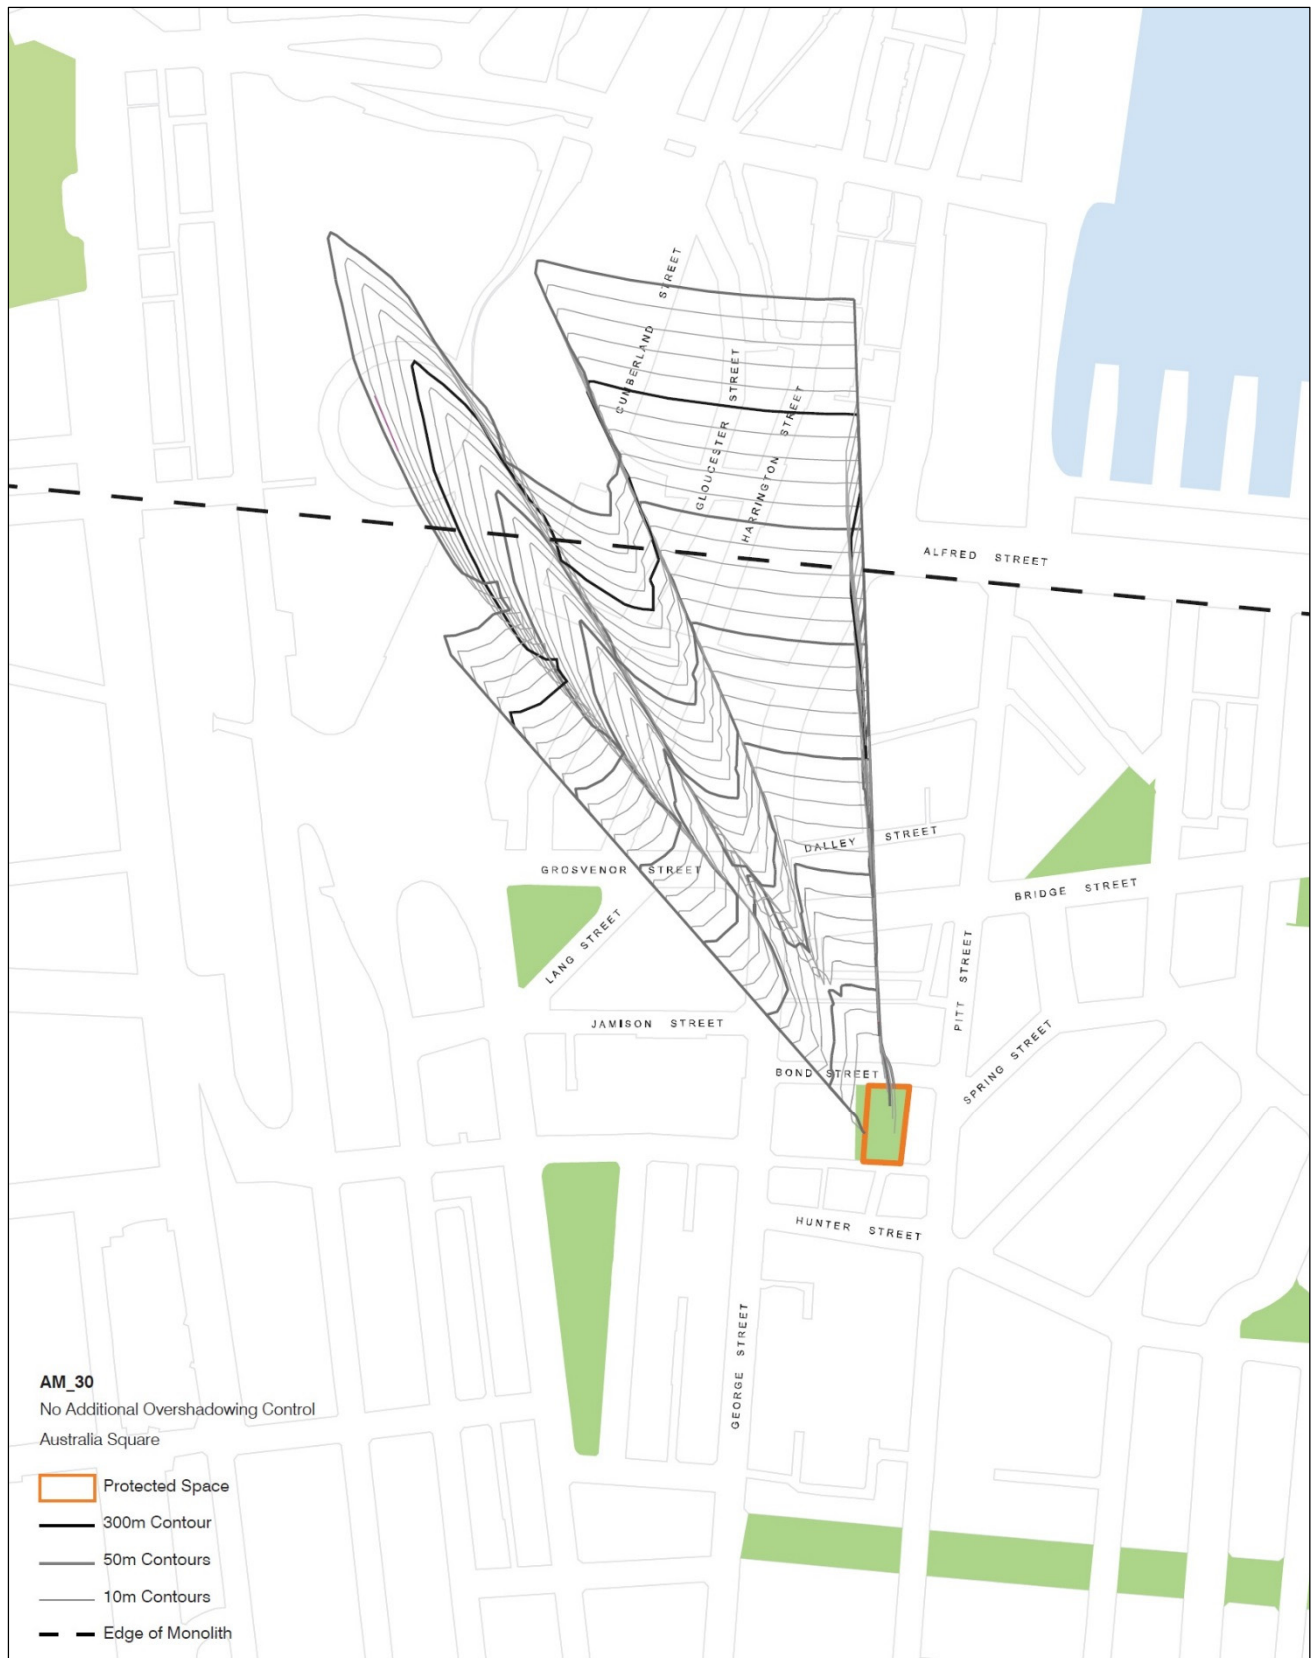 CUMBERLAND STREET
GLOUCESTER STREET
HARRINGTON STREET
ALFRED STREET
DALLEY STREET
GROSVENOR STREET
BRIDGE STREET
LANG STREET
PITT STREET
JAMISON STREET
SPRING STREET
BOND STREET
HUNTER STREET
GEORGE STREET
AM_30
No Additional Overshadowing Control
Australia Square
Protected Space
300m Contour
50m Contours
10m Contours
Edge of Monolith